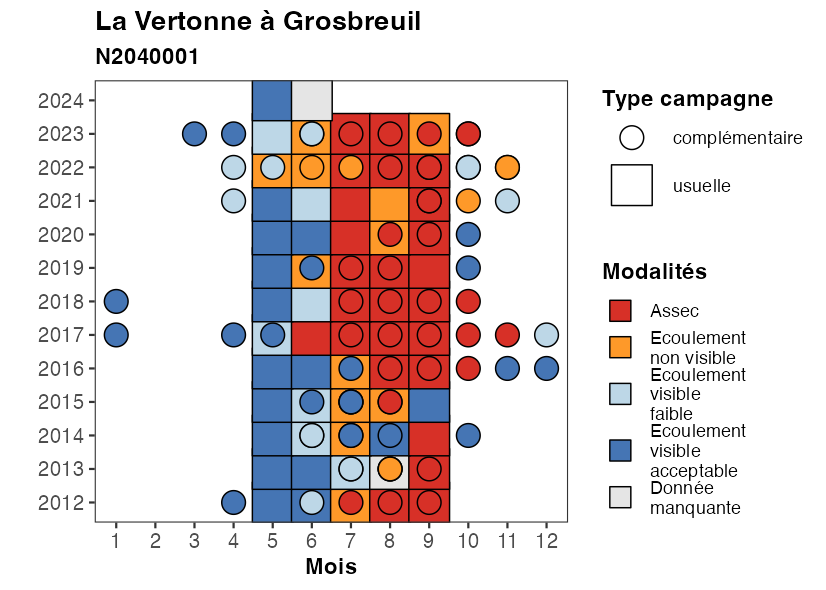 La Vertonne à Grosbreuil
N2040001
2024
2023
2022
2021
2020
2019
2018
2017
2016
2015
2014
2013
2012
1 2 3 4 5 6 7 8 9 10 11 12
Mois
Type campagne
complémentaire
usuelle
Modalités
Assec
Ecoulement
non visible
Ecoulement
visible
faible
Ecoulement
visible
acceptable
Donnée
manquante